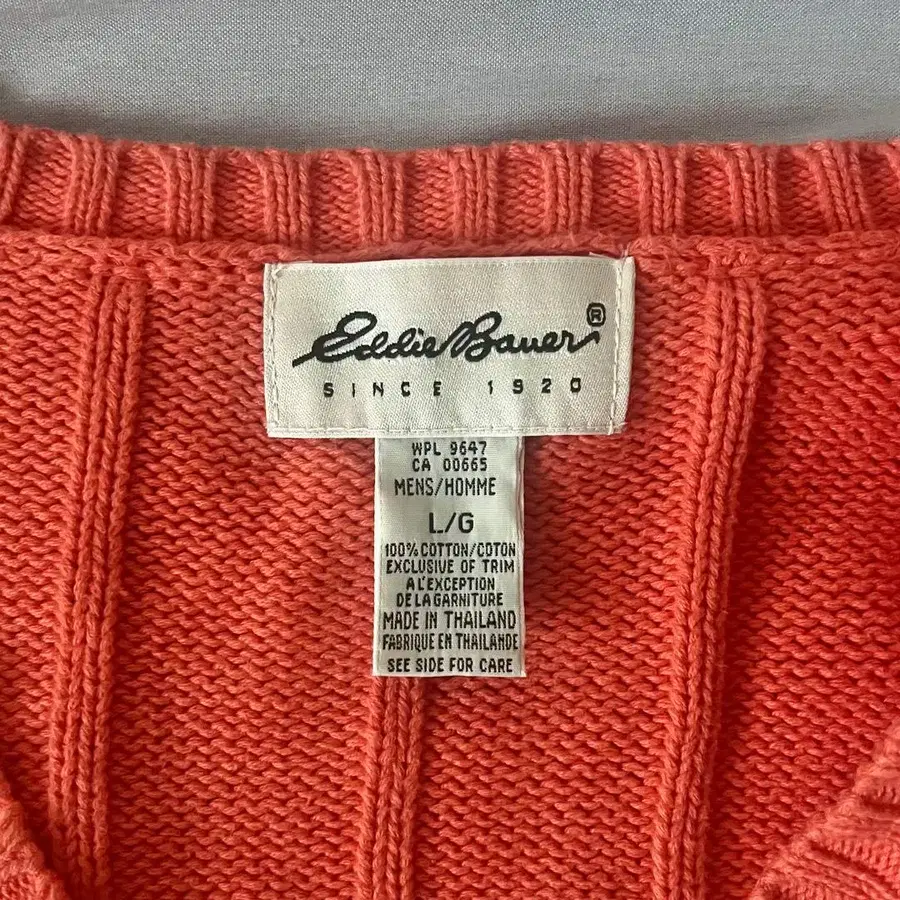 Eddie Bauer®
SINCE 1920
WPL 9647
CA 00665
MENS/HOMME
L/G
100% COTTON/COTON
EXCLUSIVE OF TRIM
A L'EXCEPTION
DE LA GARNITURE
MADE IN THAILAND
FABRIQUE EN THAILANDE
SEE SIDE FOR CARE